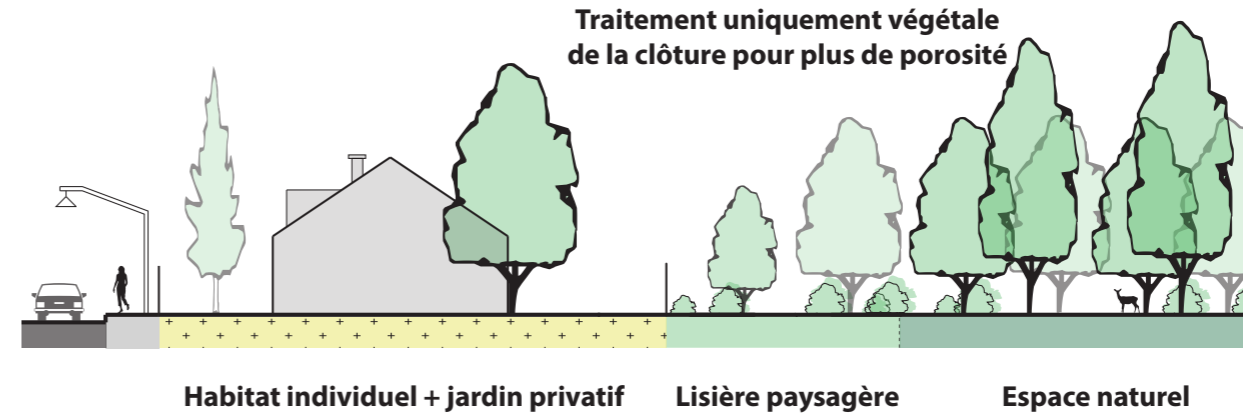 Traitement uniquement végétale
de la clôture pour plus de porosité
Habitat individuel + jardin privatif
Lisière paysagère
Espace naturel